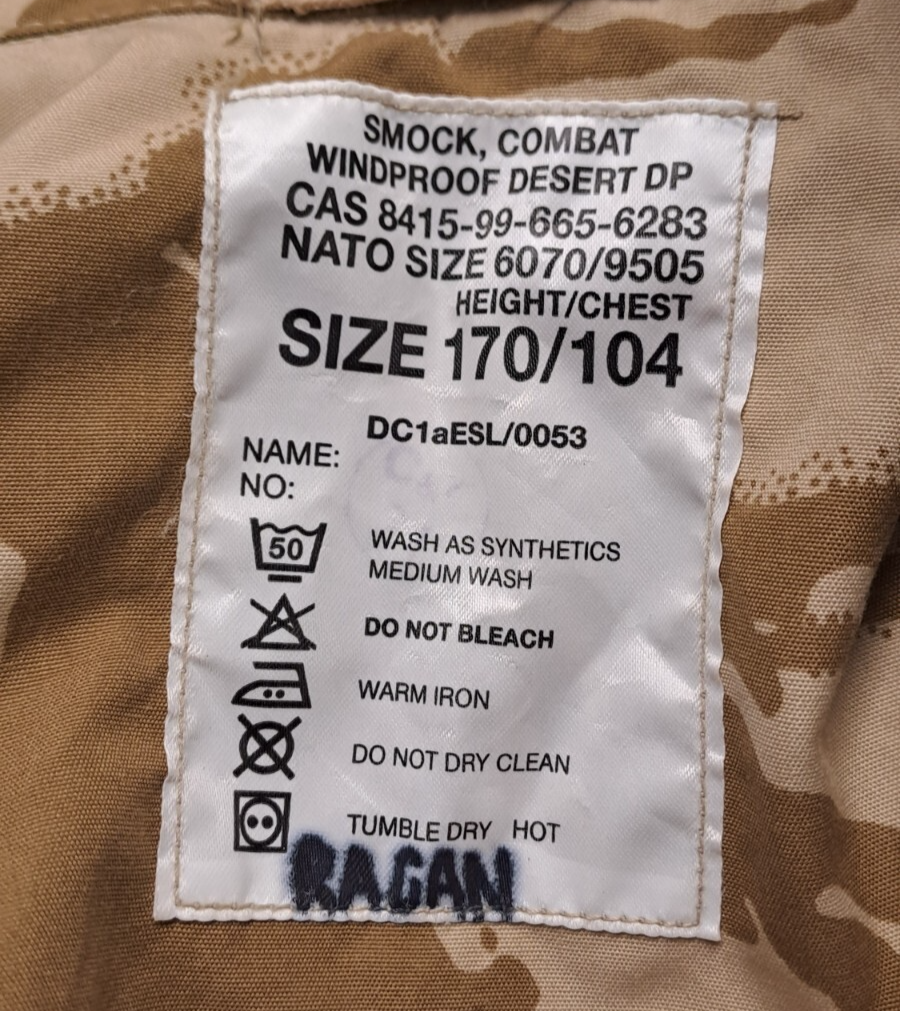 SMOCK, COMBAT
WINDPROOF DESERT DP
CAS 8415-99-665-6283
NATO SIZE 6070/9505
HEIGHT/CHEST
SIZE 170/104
DC1aESL/0053
NAME:
NO:
50 WASH AS SYNTHETICS
MEDIUM WASH
DO NOT BLEACH
WARM IRON
DO NOT DRY CLEAN
TUMBLE DRY HOT
RAGAN